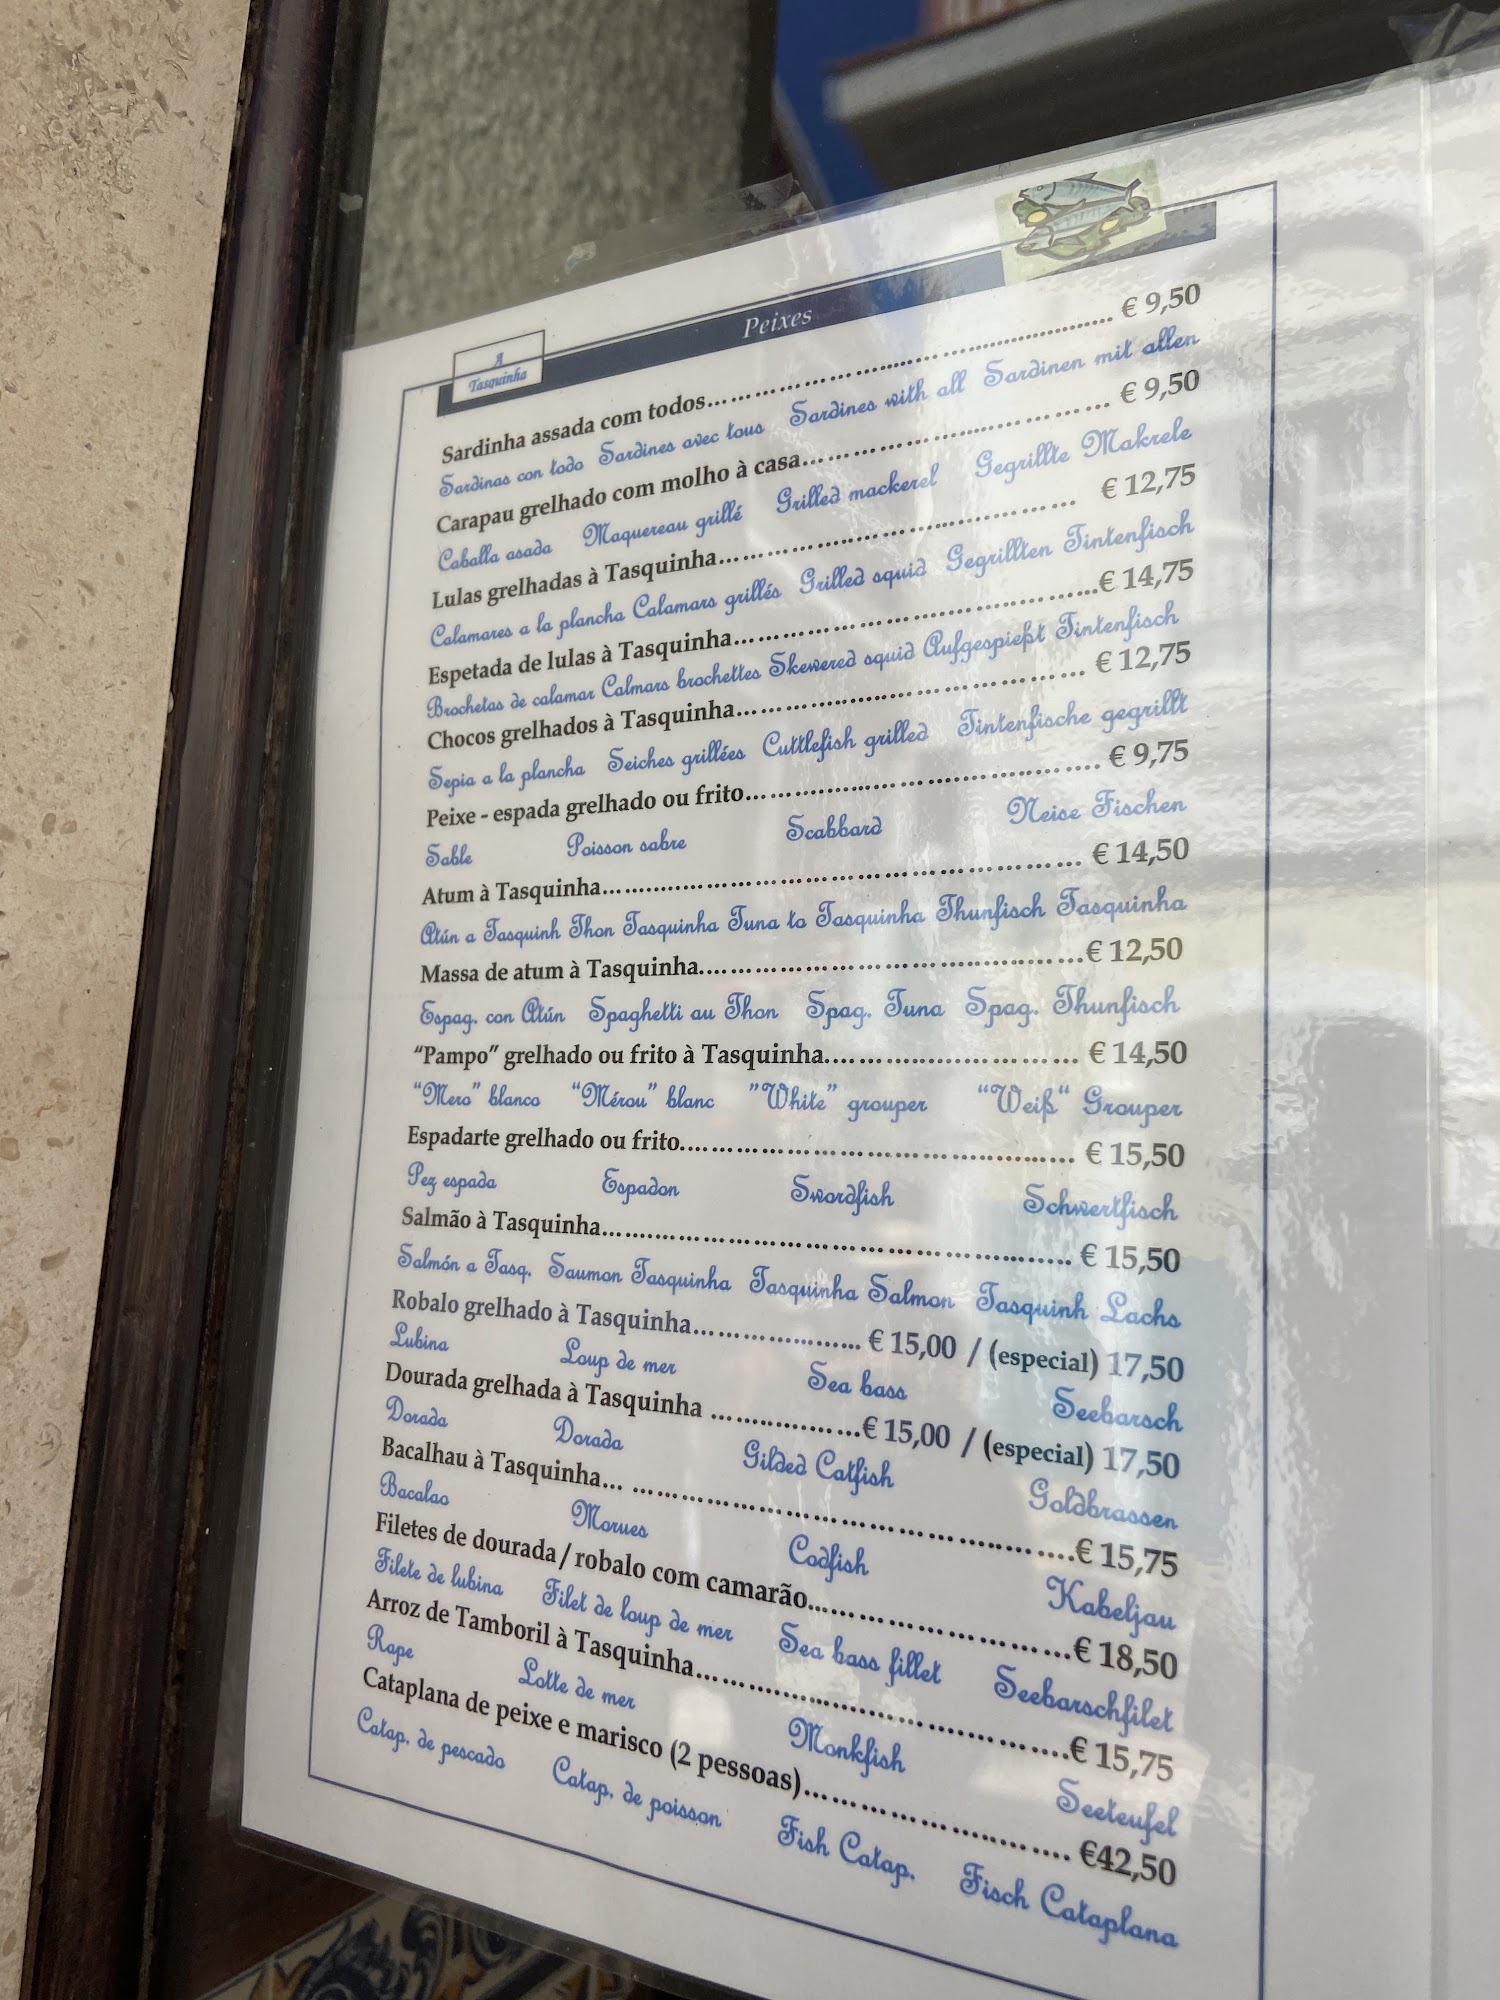 A
Tasquinha
Peixes
Sardinha assada com todos.......... € 9,50
Sardinas con todo Sardines avec tous Sardines with all Sardinen mit allen
Carapau grelhado com molho à casa.......... € 9,50
Caballa asada Maquereau grillé Grilled mackerel Gegrillte Makrele
Lulas grelhadas à Tasquinha.......... € 12,75
Calamares a la plancha Calamars grillés Grilled squid Gegrillten Tintenfisch
Espetada de lulas à Tasquinha..........€ 14,75
Brochetas de calamar Calmars brochettes Skewered squid Aufgespießt Tintenfisch
Chocos grelhados à Tasquinha.......... € 12,75
Sepia a la plancha Seiches grillées Cuttlefish grilled Tintenfische gegrillt
Peixe - espada grelhado ou frito.......... € 9,75
Sable Poisson sabre Scabbard Neise Fischen
Atum à Tasquinha.......... € 14,50
Atún a Tasquinh Thon Tasquinha Tuna to Tasquinha Thunfisch Tasquinha
Massa de atum à Tasquinha..........€ 12,50
Espag. con Atún Spaghetti au Thon Spag. Tuna Spag. Thunfisch
“Pampo” grelhado ou frito à Tasquinha.......... € 14,50
“Mero” blanco “Mérou” blanc ”White” grouper “Weiß“ Grouper
Espadarte grelhado ou frito.......... € 15,50
Pez espada Espadon Swordfish Schwertfisch
Salmão à Tasquinha.......... € 15,50
Salmón a Tasq. Saumon Tasquinha Tasquinha Salmon Tasquinh Lachs
Robalo grelhado à Tasquinha.......... € 15,00 / (especial) 17,50
Lubina Loup de mer Sea bass Seebarsch
Dourada grelhada à Tasquinha ..........€ 15,00 / (especial) 17,50
Dorada Dorada Gilded Catfish Goldbrassen
Bacalhau à Tasquinha... ..........€ 15,75
Bacalao Morues Codfish Kabeljau
Filetes de dourada / robalo com camarão..........€ 18,50
Filete de lubina Filet de loup de mer Sea bass fillet Seebarschfilet
Arroz de Tamboril à Tasquinha..........€ 15,75
Rape Lotte de mer Monkfish Seeteufel
Cataplana de peixe e marisco (2 pessoas).......... €42,50
Catap. de pescado Catap. de poisson Fish Catap. Fisch Cataplana